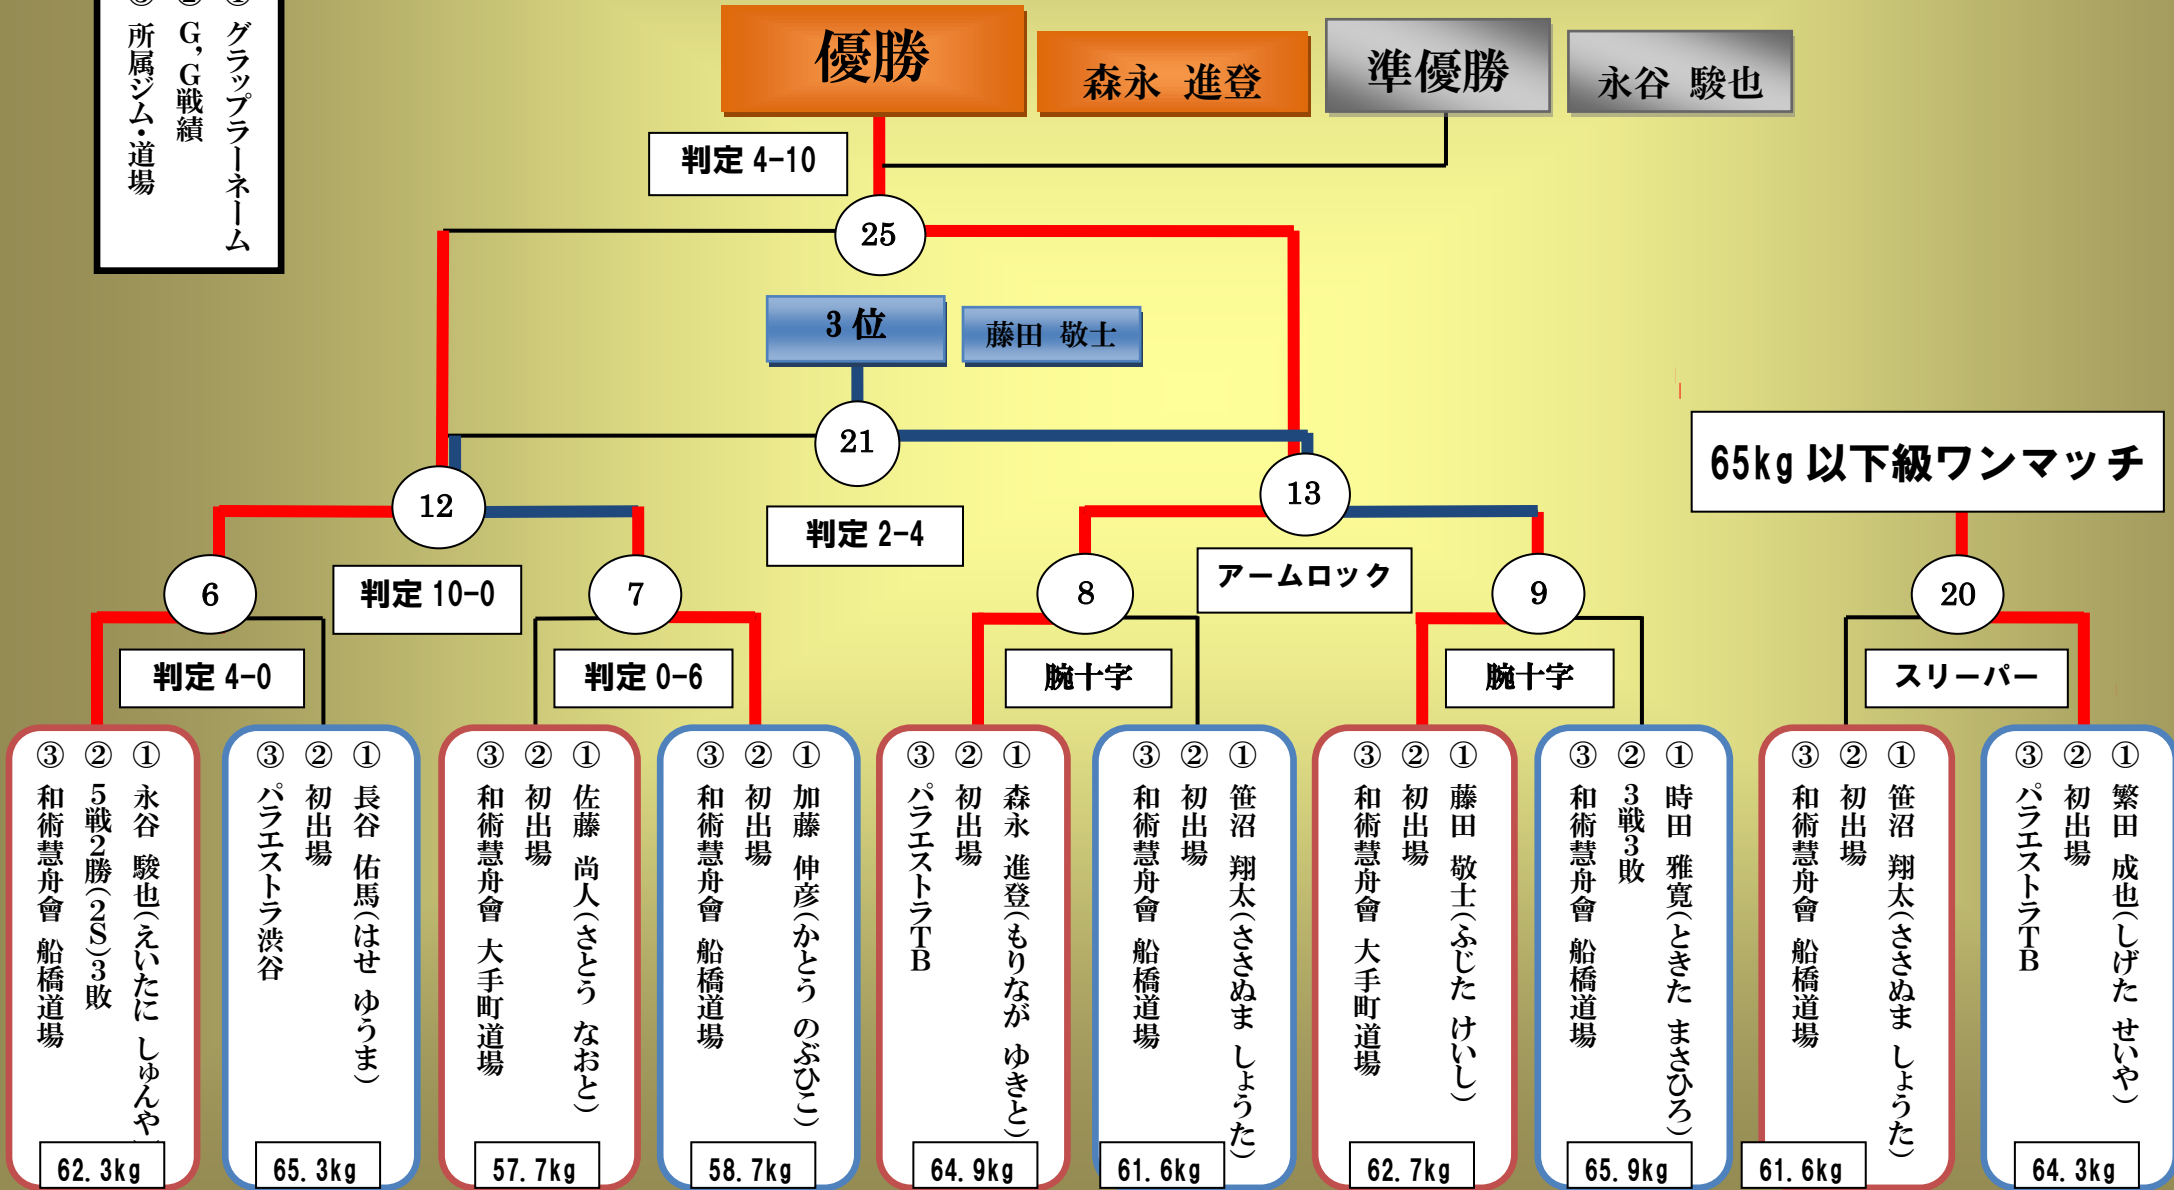 ① グラップラーネーム
② G,G戦績
③ 所属ジム・道場
優勝
森永 進登
準優勝
永谷 駿也
判定 4-10
25
3位
藤田 敬士
21
判定 2-4
65kg 以下級ワンマッチ
12
13
判定 10-0
アームロック
6
7
8
9
20
判定 4-0
判定 0-6
腕十字
腕十字
スリーパー
① 永谷 駿也(えいたに しゅんや)
② 5戦2勝(2S)3敗
③ 和術慧舟會 船橋道場
62.3kg
① 長谷 佑馬(はせ ゆうま)
② 初出場
③ パラエストラ渋谷
65.3kg
① 佐藤 尚人(さとう なおと)
② 初出場
③ 和術慧舟會 大手町道場
57.7kg
① 加藤 伸彦(かとう のぶひこ)
② 初出場
③ 和術慧舟會 船橋道場
58.7kg
① 森永 進登(もりなが ゆきと)
② 初出場
③ パラエストラTB
64.9kg
① 笹沼 翔太(ささぬま しょうた)
② 初出場
③ 和術慧舟會 船橋道場
61.6kg
① 藤田 敬士(ふじた けいし)
② 初出場
③ 和術慧舟會 大手町道場
62.7kg
① 時田 雅寛(ときた まさひろ)
② 3戦3敗
③ 和術慧舟會 船橋道場
65.9kg
① 笹沼 翔太(ささぬま しょうた)
② 初出場
③ 和術慧舟會 船橋道場
61.6kg
① 繁田 成也(しげた せいや)
② 初出場
③ パラエストラTB
64.3kg